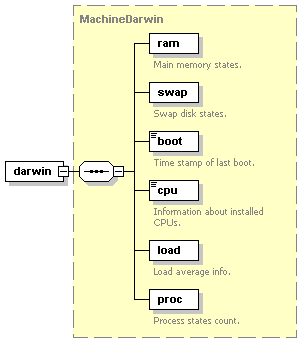 MachineDarwin
ram
Main memory states.
swap
Swap disk states.
boot
Time stamp of last boot.
darwin
cpu
Information about installed
CPUs.
load
Load average info.
proc
Process states count.